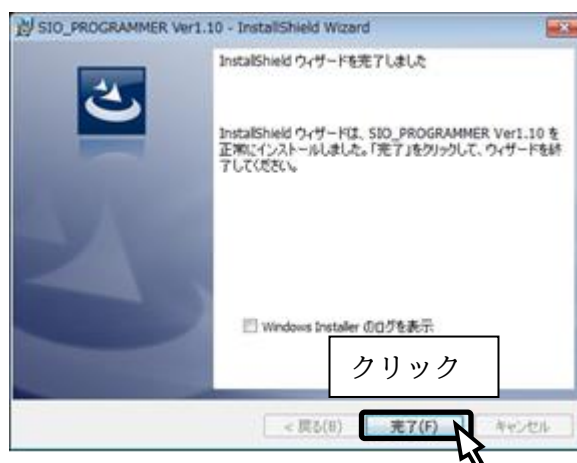 SIO_PROGRAMMER Ver1.10 - InstallShield Wizard
InstallShield ウィザードを完了しました
InstallShield ウィザードは、SIO_PROGRAMMER Ver1.10 を
正常にインストールしました。「完了」をクリックして、ウィザードを終
了してください。
Windows Installer のログを表示
クリック
< 戻る(B)
完了(F)
キャンセル